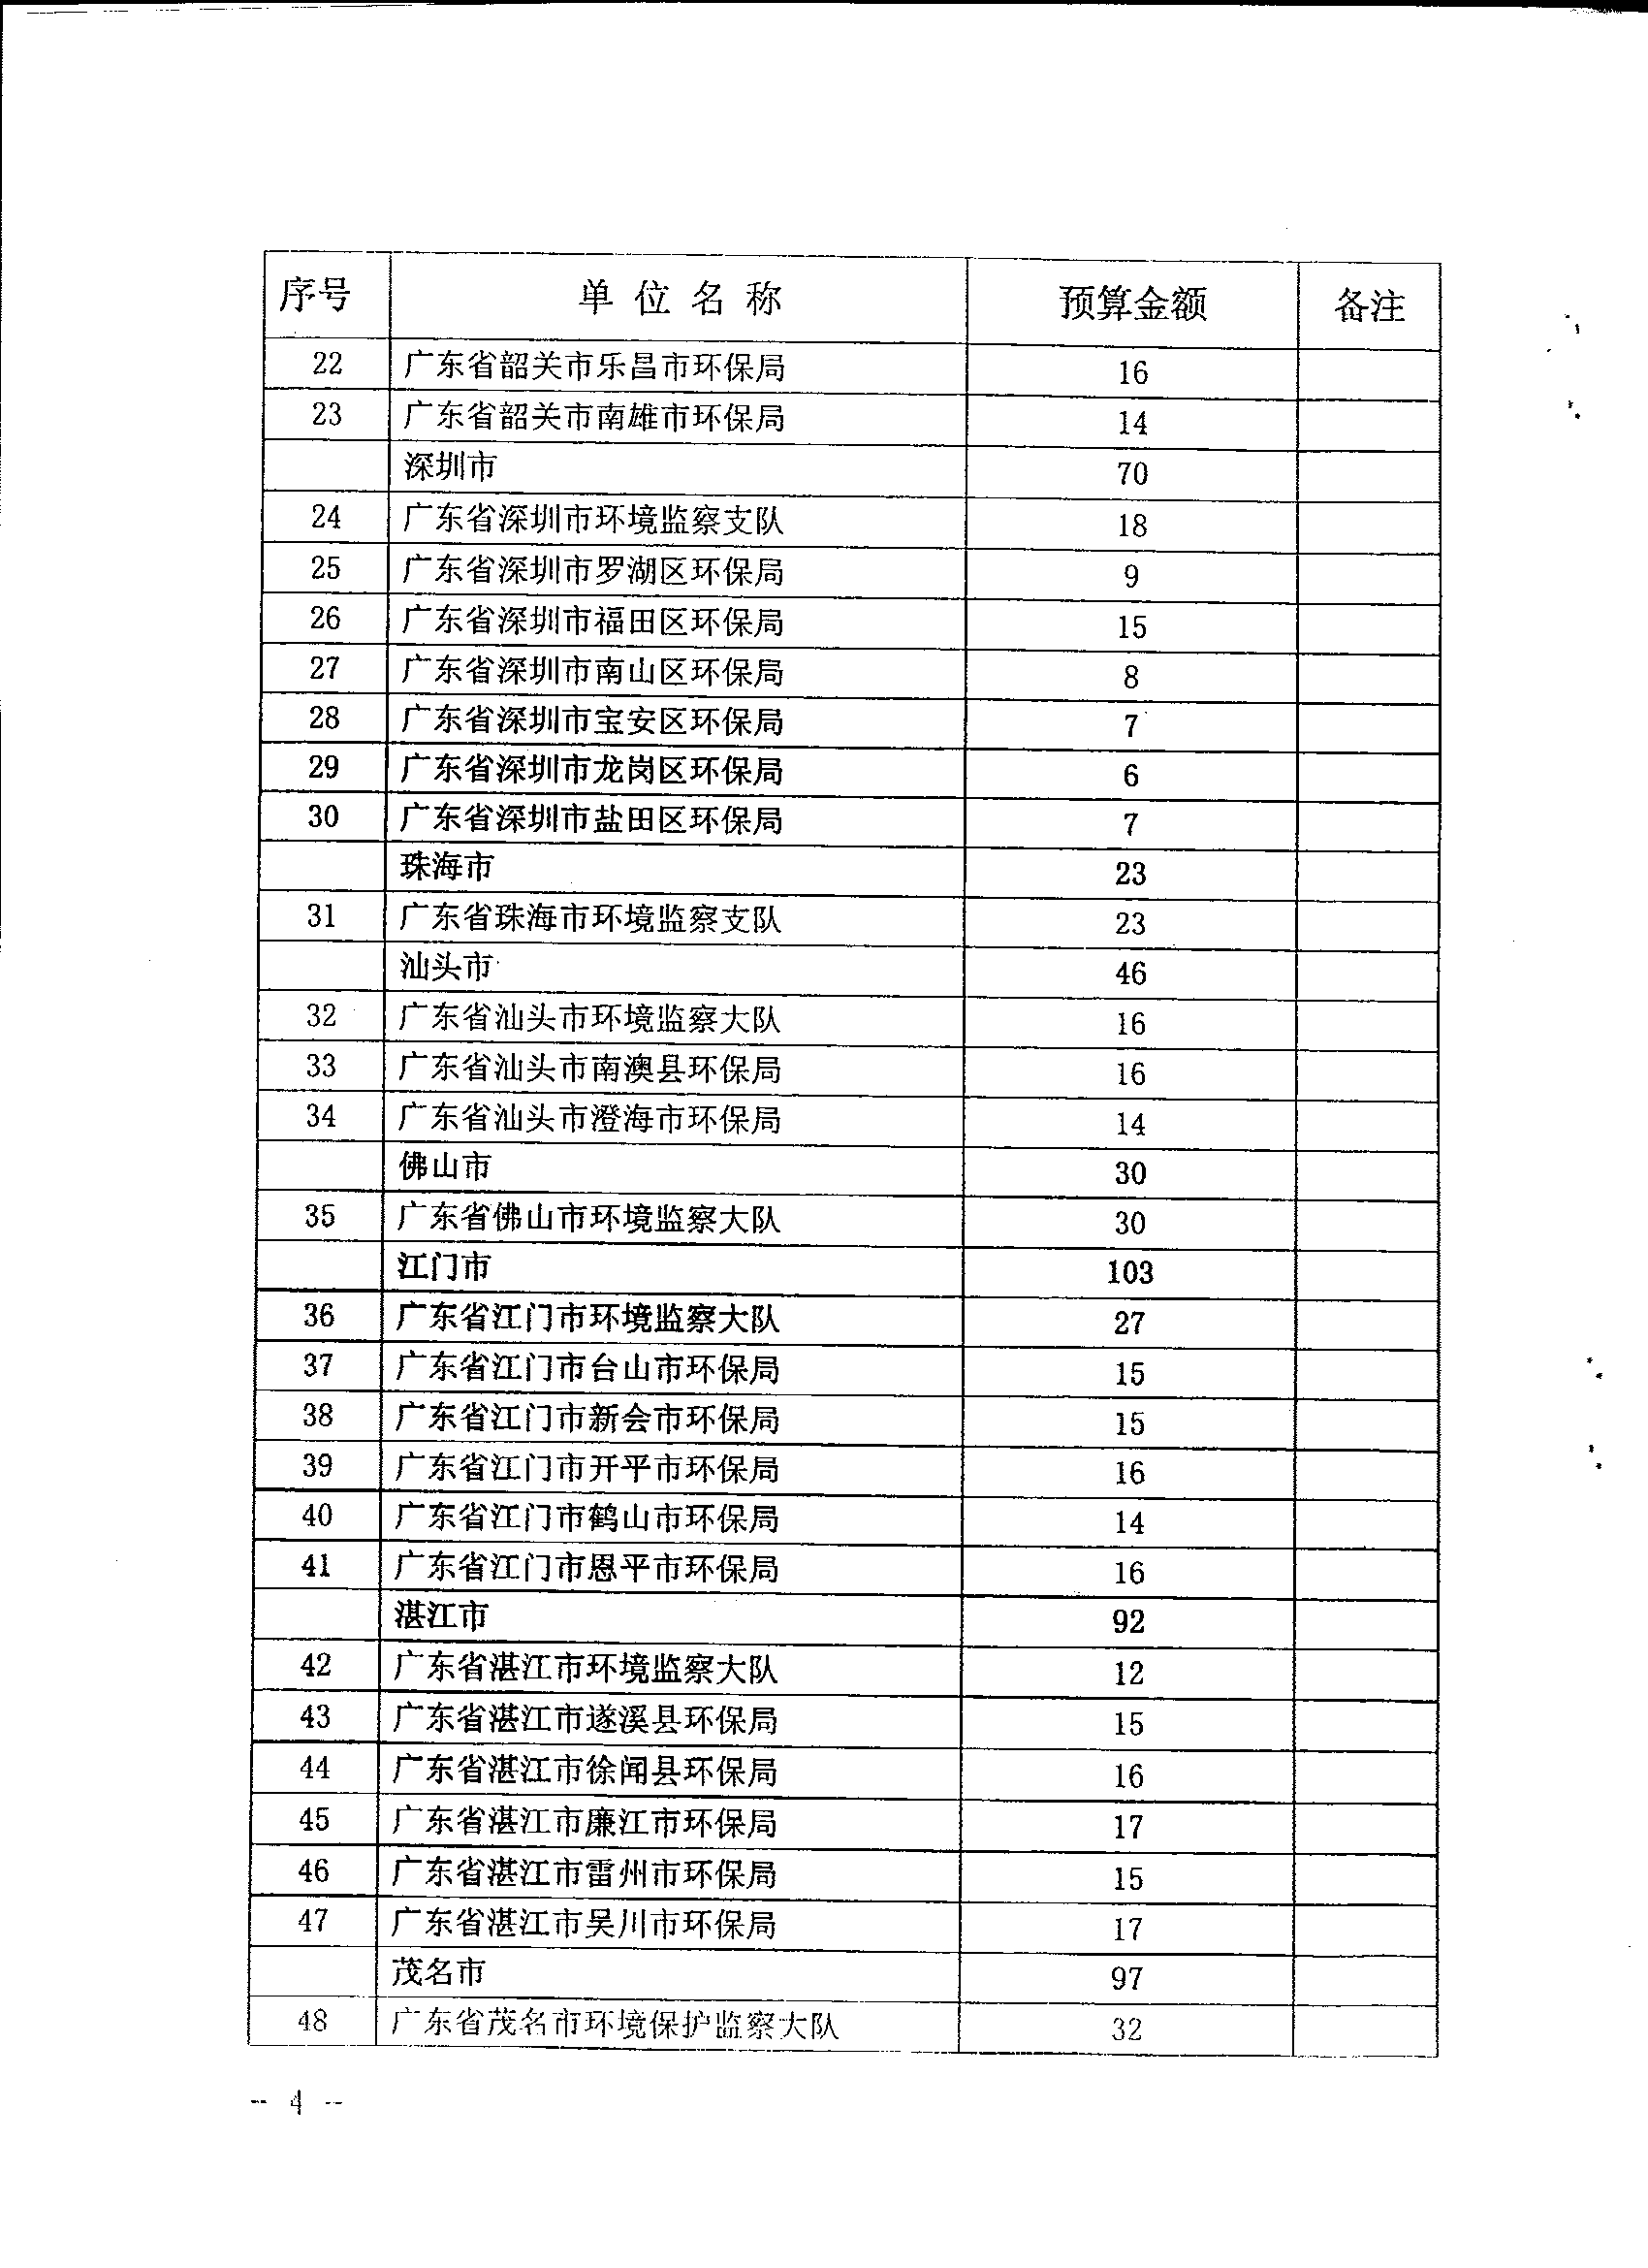 序号 单位名称 预算金额 备注
22 广东省韶关市乐昌市环保局 16
23 广东省韶关市南雄市环保局 14
深圳市 70
24 广东省深圳市环境监察支队 18
25 广东省深圳市罗湖区环保局 9
26 广东省深圳市福田区环保局 15
27 广东省深圳市南山区环保局 8
28 广东省深圳市宝安区环保局 7
29 广东省深圳市龙岗区环保局 6
30 广东省深圳市盐田区环保局 7
珠海市 23
31 广东省珠海市环境监察支队 23
汕头市 46
32 广东省汕头市环境监察大队 16
33 广东省汕头市南澳县环保局 16
34 广东省汕头市澄海市环保局 14
佛山市 30
35 广东省佛山市环境监察大队 30
江门市 103
36 广东省江门市环境监察大队 27
37 广东省江门市台山市环保局 15
38 广东省江门市新会市环保局 15
39 广东省江门市开平市环保局 16
40 广东省江门市鹤山市环保局 14
41 广东省江门市恩平市环保局 16
湛江市 92
42 广东省湛江市环境监察大队 12
43 广东省湛江市遂溪县环保局 15
44 广东省湛江市徐闻县环保局 16
45 广东省湛江市廉江市环保局 17
46 广东省湛江市雷州市环保局 15
47 广东省湛江市吴川市环保局 17
茂名市 97
48 广东省茂名市环境保护监察大队 32
-- 4 --